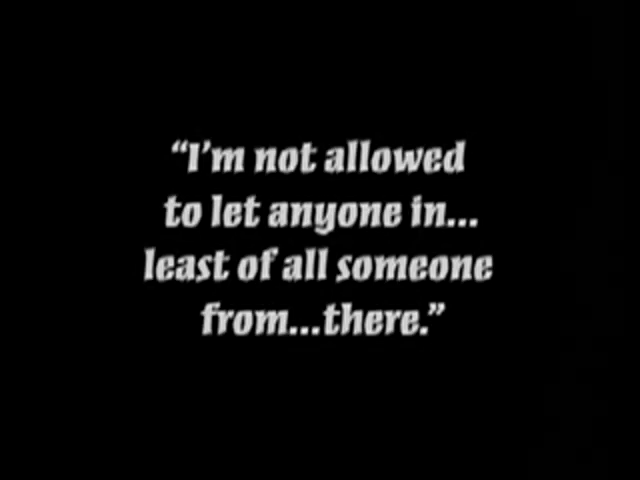 “I’m not allowed
to let anyone in...
least of all someone
from...there.”